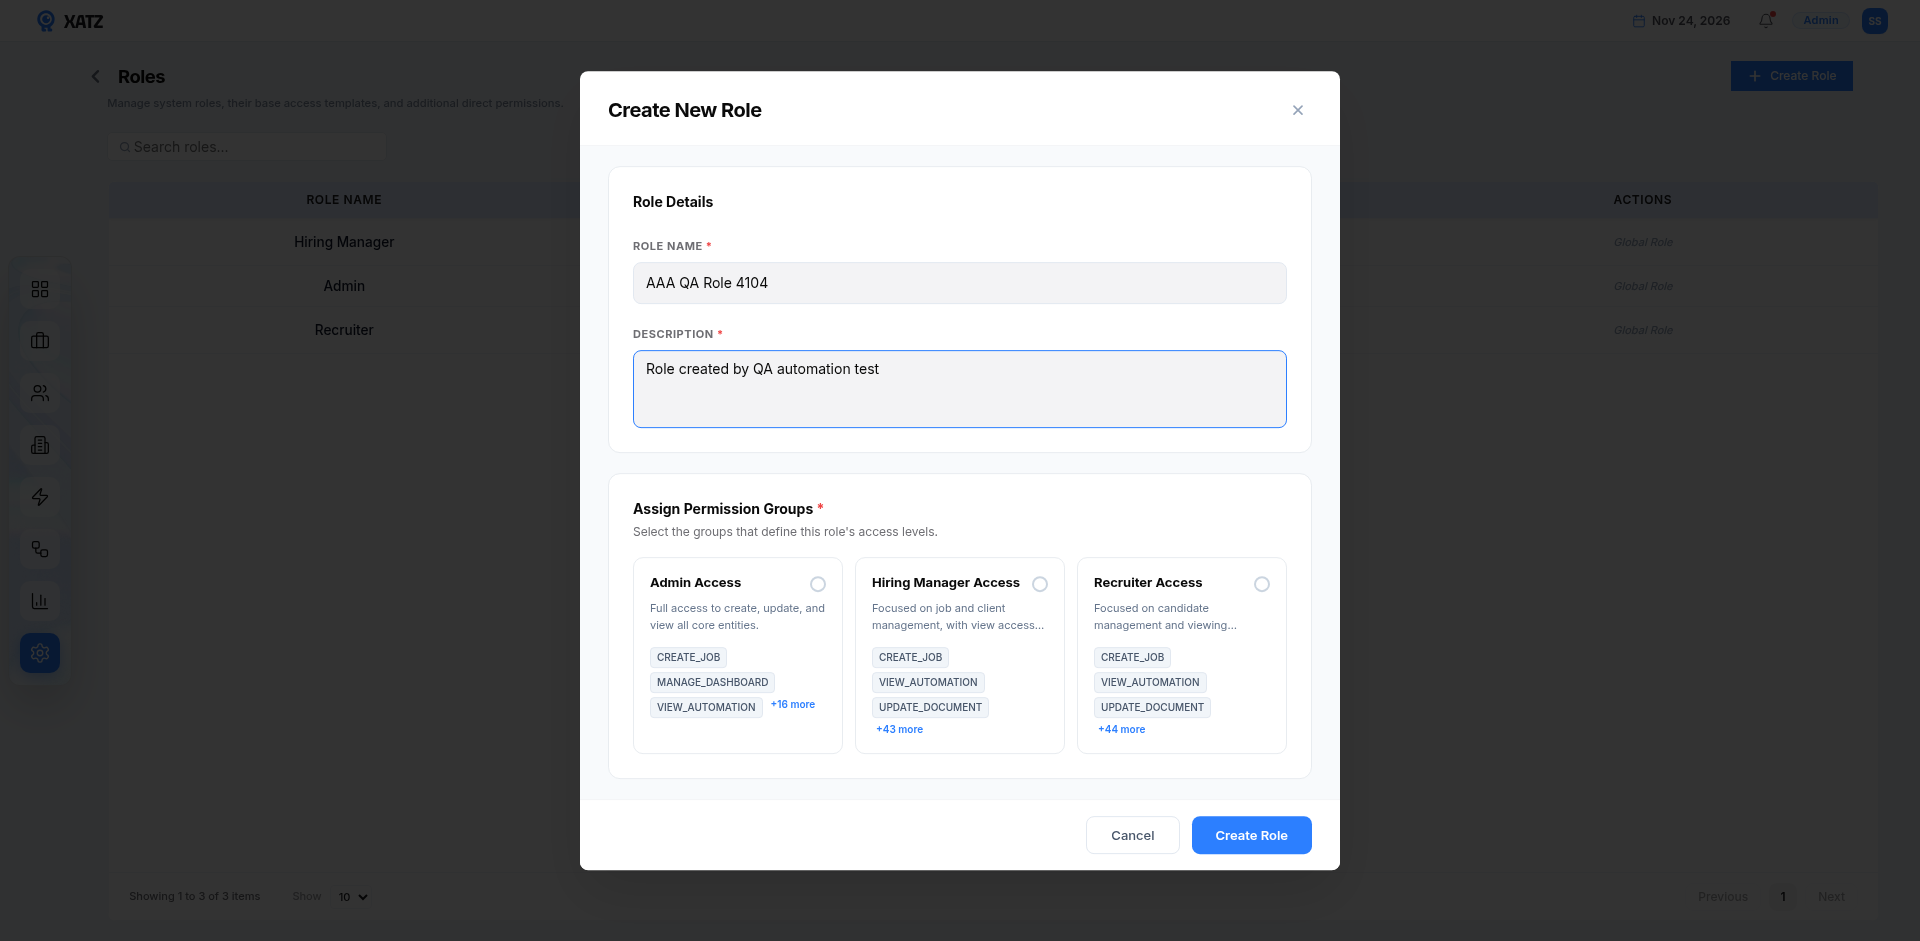 XATZ
Nov 24, 2026
Admin
SS
Roles
Manage system roles, their base access templates, and additional direct permissions.
Create Role
Search roles...
ROLE NAME
ACTIONS
Hiring Manager
Global Role
Admin
Global Role
Recruiter
Global Role
Create New Role
Role Details
ROLE NAME *
AAA QA Role 4104
DESCRIPTION *
Role created by QA automation test
Assign Permission Groups *
Select the groups that define this role's access levels.
Admin Access
Full access to create, update, and
view all core entities.
CREATE_JOB
MANAGE_DASHBOARD
VIEW_AUTOMATION
+16 more
Hiring Manager Access
Focused on job and client
management, with view access...
CREATE_JOB
VIEW_AUTOMATION
UPDATE_DOCUMENT
+43 more
Recruiter Access
Focused on candidate
management and viewing...
CREATE_JOB
VIEW_AUTOMATION
UPDATE_DOCUMENT
+44 more
Cancel
Create Role
Showing 1 to 3 of 3 items
Show
10
Previous
1
Next